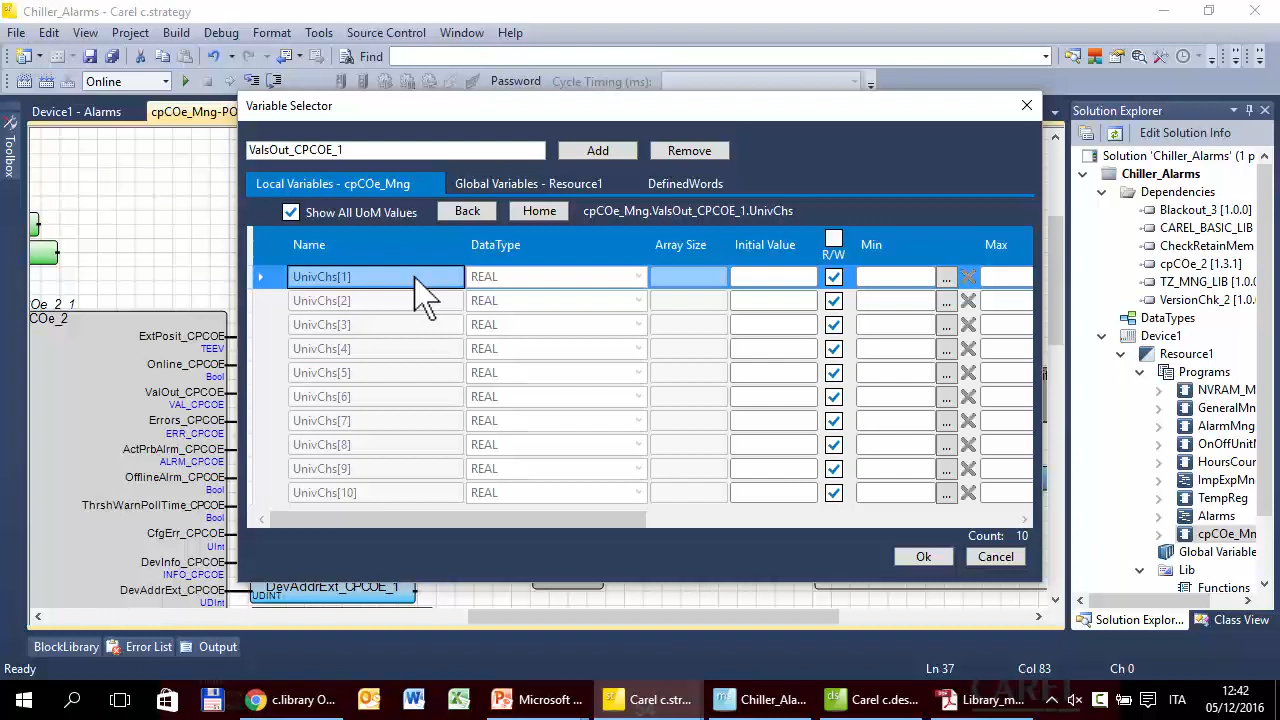 Chiller_Alarms - Carel c.strategy
File Edit View Project Build Debug Format Tools Source Control Window Help
Find
Online Password Cycle Timing (ms):
Device1 - Alarms cpCOe_Mng-PO
Toolbox
Variable Selector
ValsOut_CPCOE_1 Add Remove
Local Variables - cpCOe_Mng Global Variables - Resource1 DefinedWords
Show All UoM Values Back Home cpCOe_Mng.ValsOut_CPCOE_1.UnivChs
Name DataType Array Size Initial Value R/W Min Max
UnivChs[1] REAL ...
UnivChs[2] REAL ...
UnivChs[3] REAL ...
UnivChs[4] REAL ...
UnivChs[5] REAL ...
UnivChs[6] REAL ...
UnivChs[7] REAL ...
UnivChs[8] REAL ...
UnivChs[9] REAL ...
UnivChs[10] REAL ...
Count: 10
Ok Cancel
Oe_2_1
COe_2
ExtPosit_CPCOE
TEEV
Online_CPCOE
Bool
ValOut_CPCOE
VAL_CPCOE
Errors_CPCOE
ERR_CPCOE
ActPrbAlrm_CPCOE
ALRM_CPCOE
OfflineAlrm_CPCOE
Bool
ThrshWarnPollTime_CPCOE
Bool
CfgErr_CPCOE
UInt
DevInfo_CPCOE
INFO_CPCOE
DevAddrExt_CPCOE
UDInt
DevAddrExt_CPCOE_1
UDINT
Solution Explorer
Edit Solution Info
Solution 'Chiller_Alarms' (1 p
Chiller_Alarms
Dependencies
Blackout_3 [1.0.0]
CAREL_BASIC_LIB
CheckRetainMem
cpCOe_2 [1.3.1]
TZ_MNG_LIB [1.0.0]
VersionChk_2 [1.0.0]
DataTypes
Device1
Resource1
Programs
NVRAM_M
GeneralMn
AlarmMng
OnOffUnitM
HoursCoun
ImpExpMn
TempReg
Alarms
cpCOe_Mn
Global Variable
Lib
Functions
Solution Explor... Class View
BlockLibrary Error List Output
Ready Ln 37 Col 83 Ch 0
c.library O... Microsoft ... Carel c.str... Chiller_Ala... Carel c.des... Library_m... ITA 12:42
05/12/2016